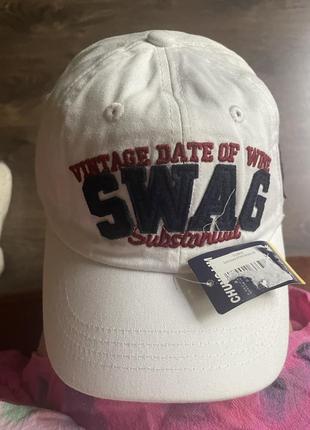 VINTAGE DATE OF WINE
SWAG
Substantial